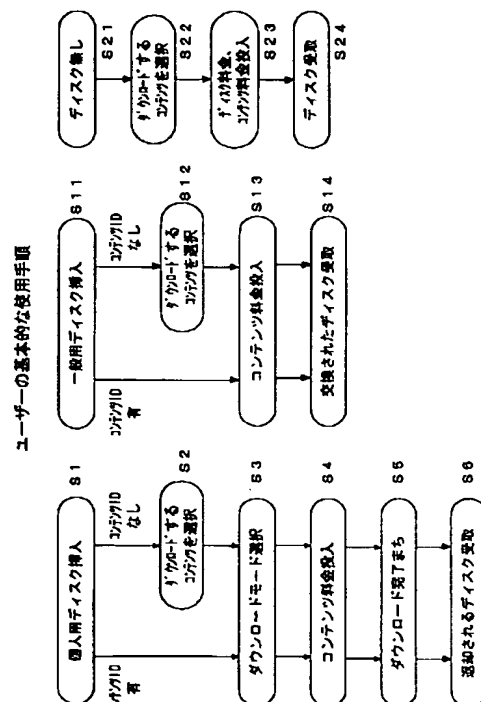 ユーザーの基本的な使用手順
個人用ディスク挿入
S1
コンテンツID
有
コンテンツID
なし
ダウンロードする
コンテンツを選択
S2
ダウンロードモード選択
S3
コンテンツ料金投入
S4
ダウンロード完了まち
S5
返却されるディスク受取
S6
一般用ディスク挿入
S11
コンテンツID
有
コンテンツID
なし
ダウンロードする
コンテンツを選択
S12
コンテンツ料金投入
S13
交換されたディスク受取
S14
ディスク無し
S21
ダウンロードする
コンテンツを選択
S22
ディスク料金、
コンテンツ料金投入
S23
ディスク受取
S24